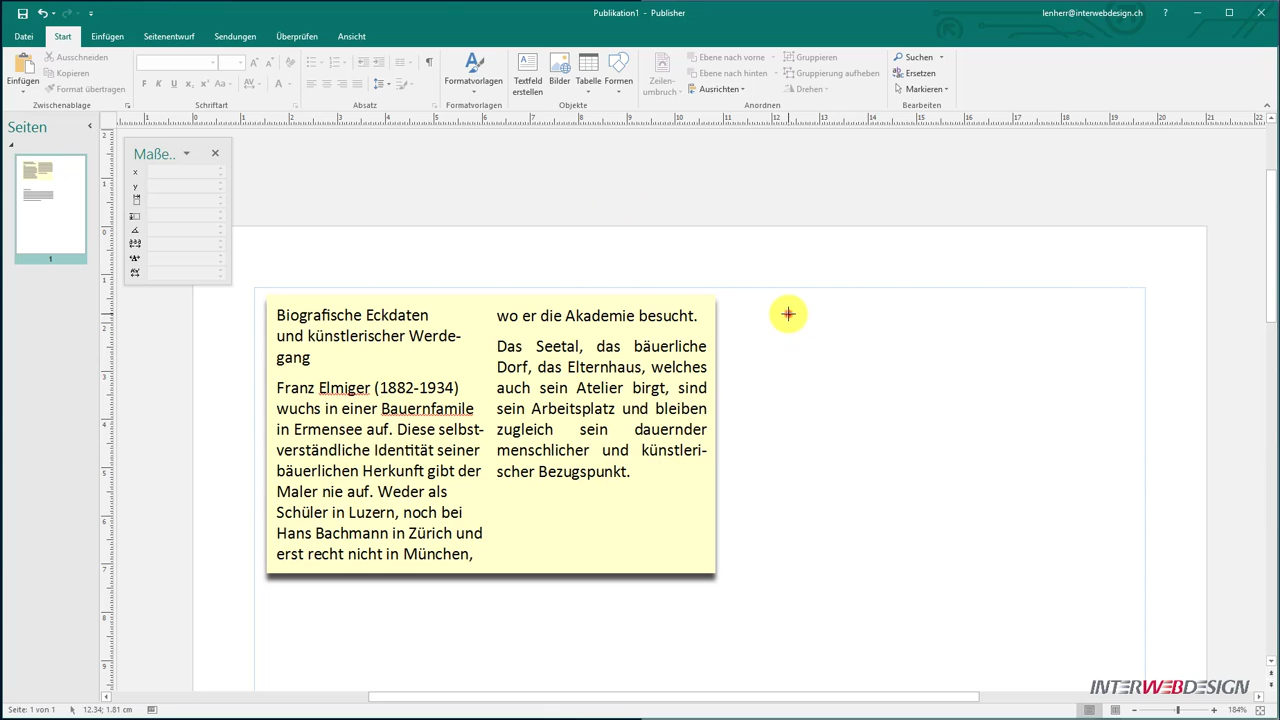 Publikation1 - Publisher
lenherr@interwebdesign.ch
?
Datei
Start
Einfügen
Seitenentwurf
Sendungen
Überprüfen
Ansicht
Einfügen
Ausschneiden
Kopieren
Format übertragen
Zwischenablage
F K U
Schriftart
Absatz
Formatvorlagen
Formatvorlagen
Textfeld
erstellen
Bilder
Tabelle
Formen
Objekte
Zeilen-
umbruch
Ebene nach vorne
Ebene nach hinten
Ausrichten
Gruppieren
Gruppierung aufheben
Drehen
Anordnen
Suchen
Ersetzen
Markieren
Bearbeiten
Seiten
1
Maße..
x
y
Biografische Eckdaten
und künstlerischer Werde-
gang
Franz Elmiger (1882-1934)
wuchs in einer Bauernfamile
in Ermensee auf. Diese selbst-
verständliche Identität seiner
bäuerlichen Herkunft gibt der
Maler nie auf. Weder als
Schüler in Luzern, noch bei
Hans Bachmann in Zürich und
erst recht nicht in München,
wo er die Akademie besucht.
Das Seetal, das bäuerliche
Dorf, das Elternhaus, welches
auch sein Atelier birgt, sind
sein Arbeitsplatz und bleiben
zugleich sein dauernder
menschlicher und künstleri-
scher Bezugspunkt.
INTERWEBDESIGN
Seite: 1 von 1
12.34; 1.81 cm
184%